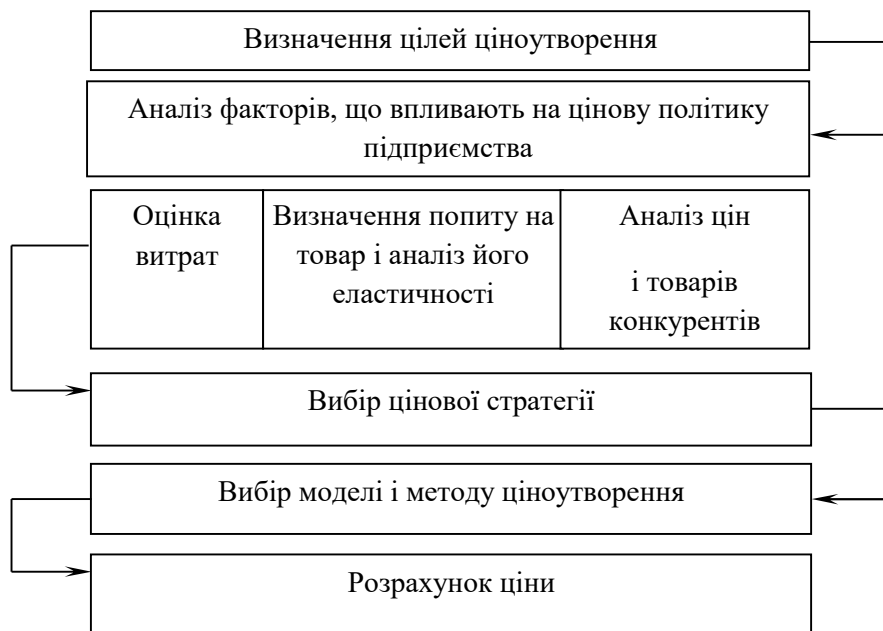 Визначення цілей ціноутворення
Аналіз факторів, що впливають на цінову політику
підприємства
Оцінка
витрат
Визначення попиту на
товар і аналіз його
еластичності
Аналіз цін
і товарів
конкурентів
Вибір цінової стратегії
Вибір моделі і методу ціноутворення
Розрахунок ціни